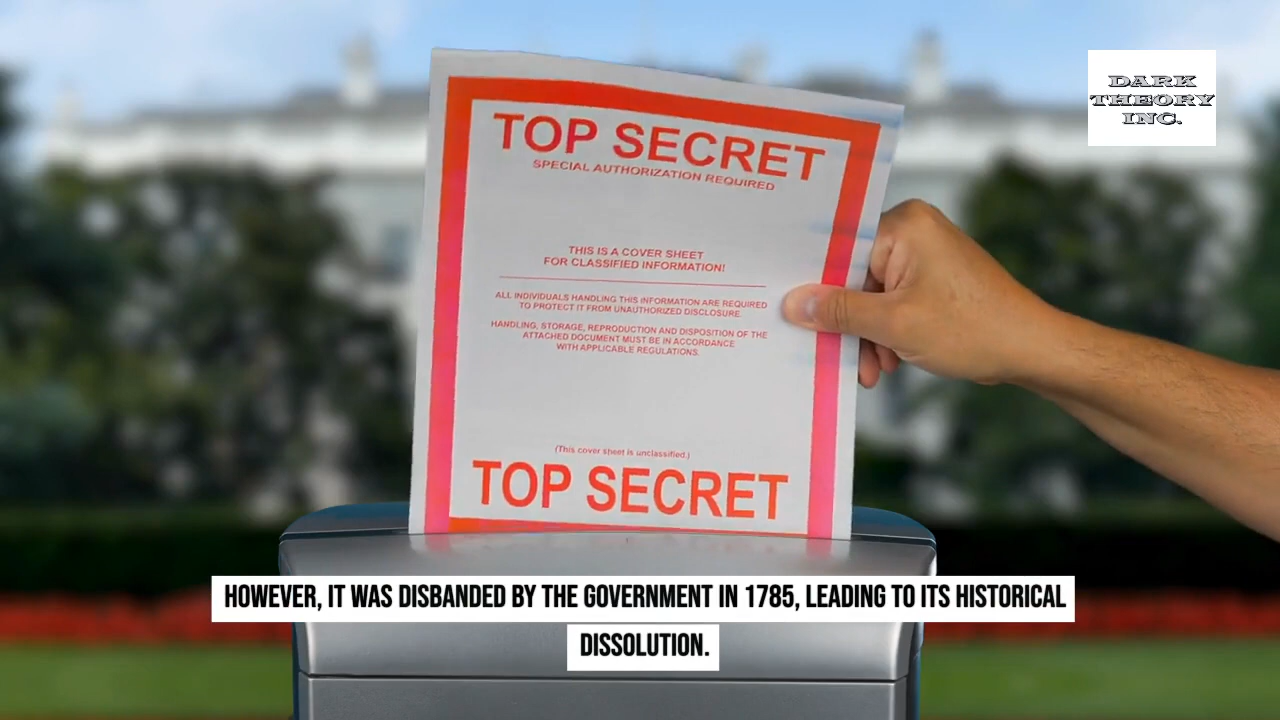 DARK
THEORY
INC.
TOP SECRET
SPECIAL AUTHORIZATION REQUIRED
THIS IS A COVER SHEET
FOR CLASSIFIED INFORMATION!
ALL INDIVIDUALS HANDLING THIS INFORMATION ARE REQUIRED
TO PROTECT IT FROM UNAUTHORIZED DISCLOSURE.
HANDLING, STORAGE, REPRODUCTION AND DISPOSITION OF THE
ATTACHED DOCUMENT MUST BE IN ACCORDANCE
WITH APPLICABLE REGULATIONS.
(This cover sheet is unclassified.)
TOP SECRET
HOWEVER, IT WAS DISBANDED BY THE GOVERNMENT IN 1785, LEADING TO ITS HISTORICAL
DISSOLUTION.